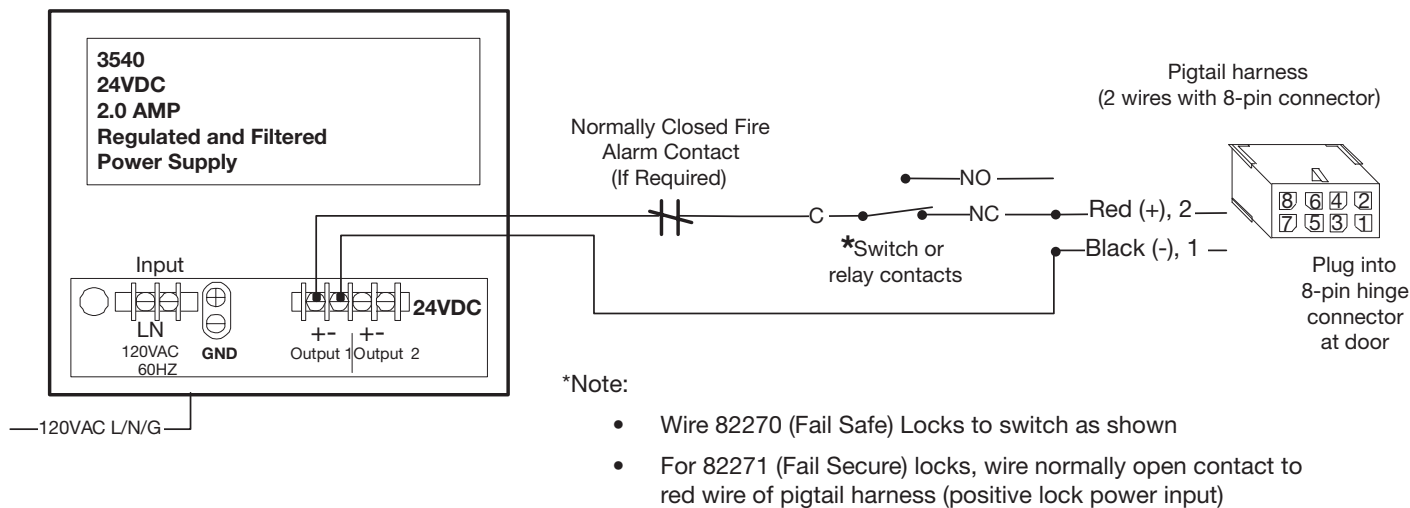 3540
24VDC
2.0 AMP
Regulated and Filtered
Power Supply
Input
LN
120VAC
60HZ
GND
24VDC
+- +-
Output 1 Output 2
120VAC L/N/G
Normally Closed Fire
Alarm Contact
(If Required)
NO
C
NC
*Switch or
relay contacts
Red (+), 2
Black (-), 1
Pigtail harness
(2 wires with 8-pin connector)
8 6 4 2
7 5 3 1
Plug into
8-pin hinge
connector
at door
*Note:
• Wire 82270 (Fail Safe) Locks to switch as shown
• For 82271 (Fail Secure) locks, wire normally open contact to
red wire of pigtail harness (positive lock power input)